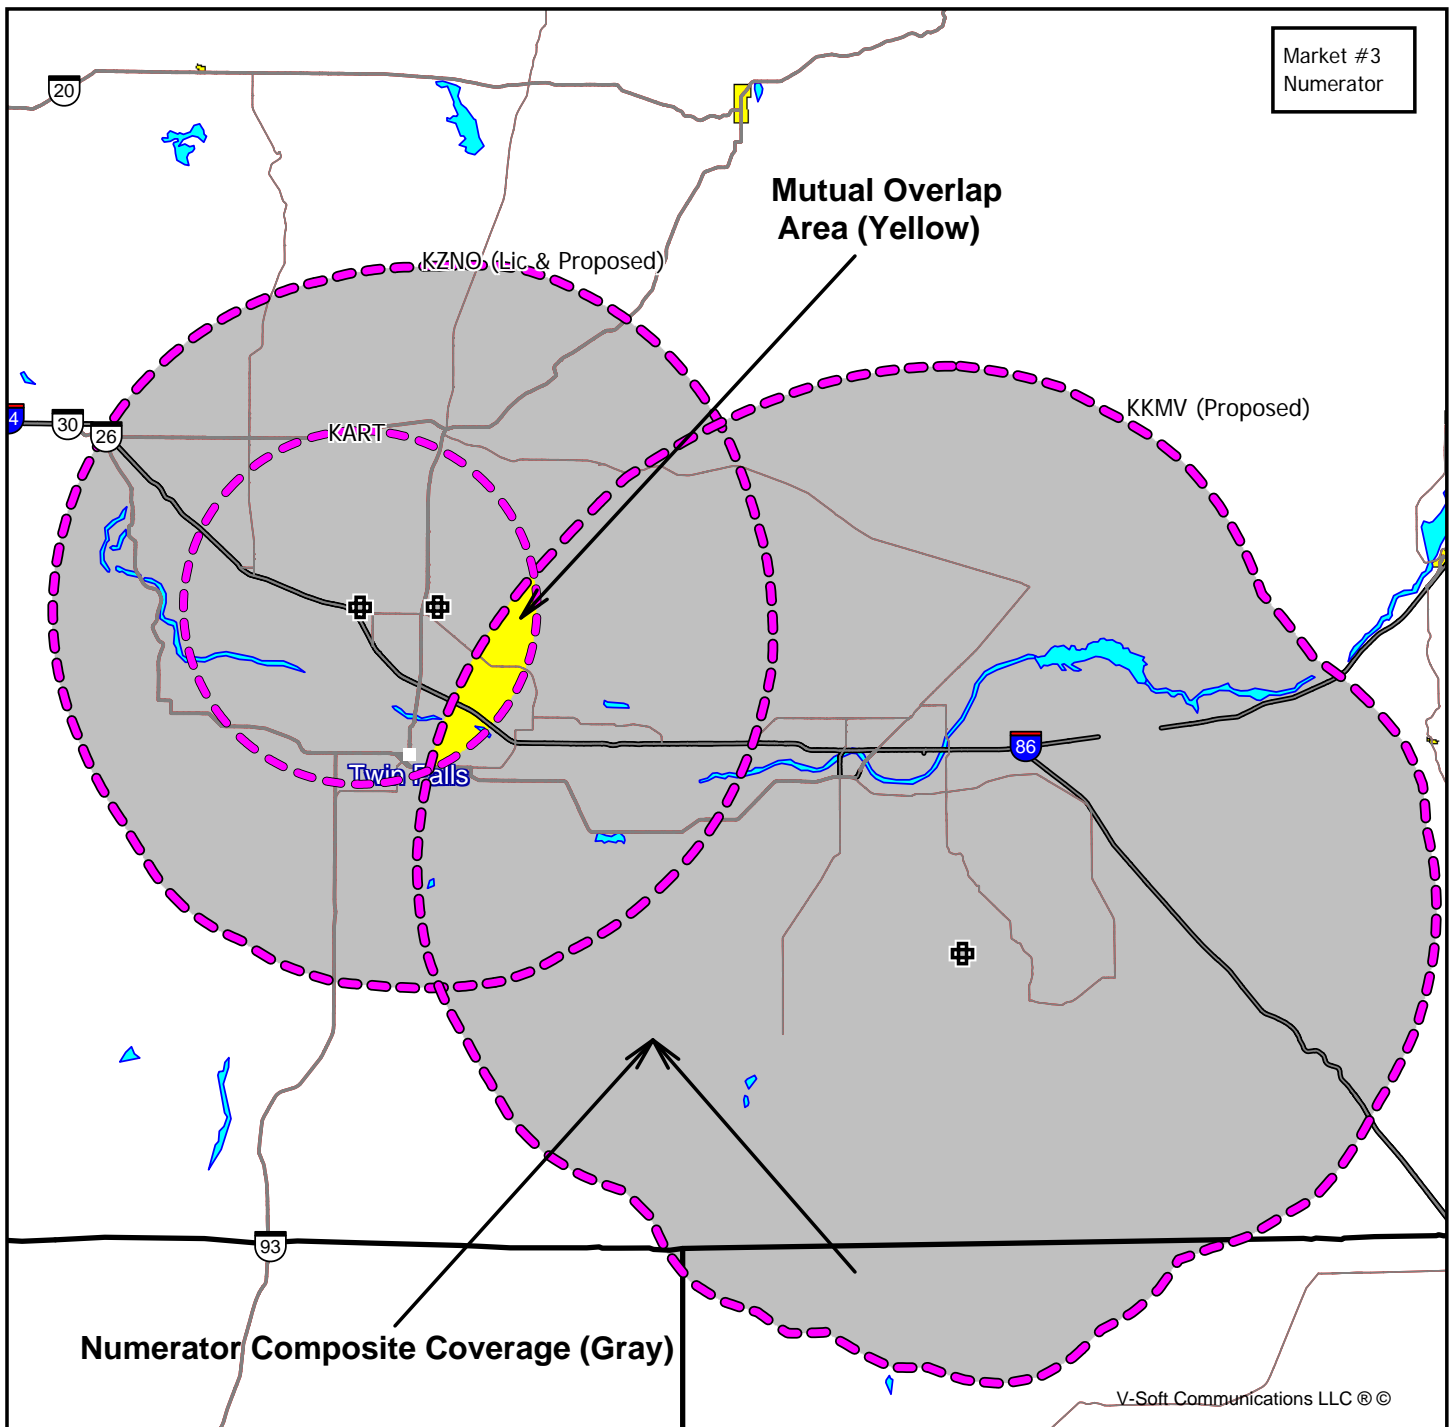 Market #3
Numerator
20
Mutual Overlap
Area (Yellow)
KZNO (Lic & Proposed)
KKMV (Proposed)
4
30
26
KART
86
Twin Falls
93
Numerator Composite Coverage (Gray)
V-Soft Communications LLC ® ©